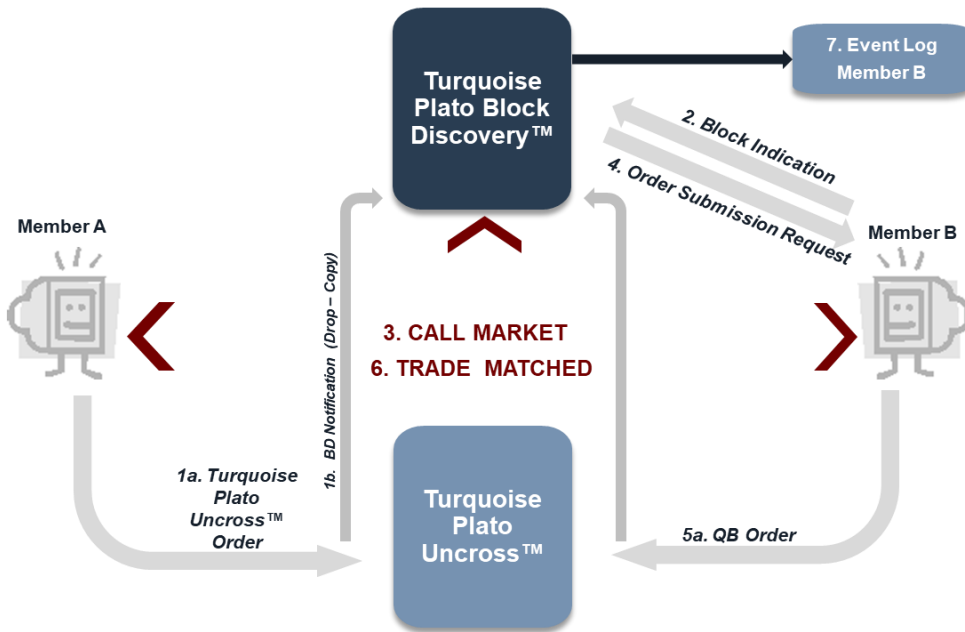 Turquoise
Plato Block
Discovery™
7. Event Log
Member B
2. Block Indication
4. Order Submission Request
Member A
Member B
1b. BD Notification (Drop – Copy)
3. CALL MARKET
6. TRADE MATCHED
1a. Turquoise
Plato
Uncross™
Order
Turquoise
Plato
Uncross™
5a. QB Order